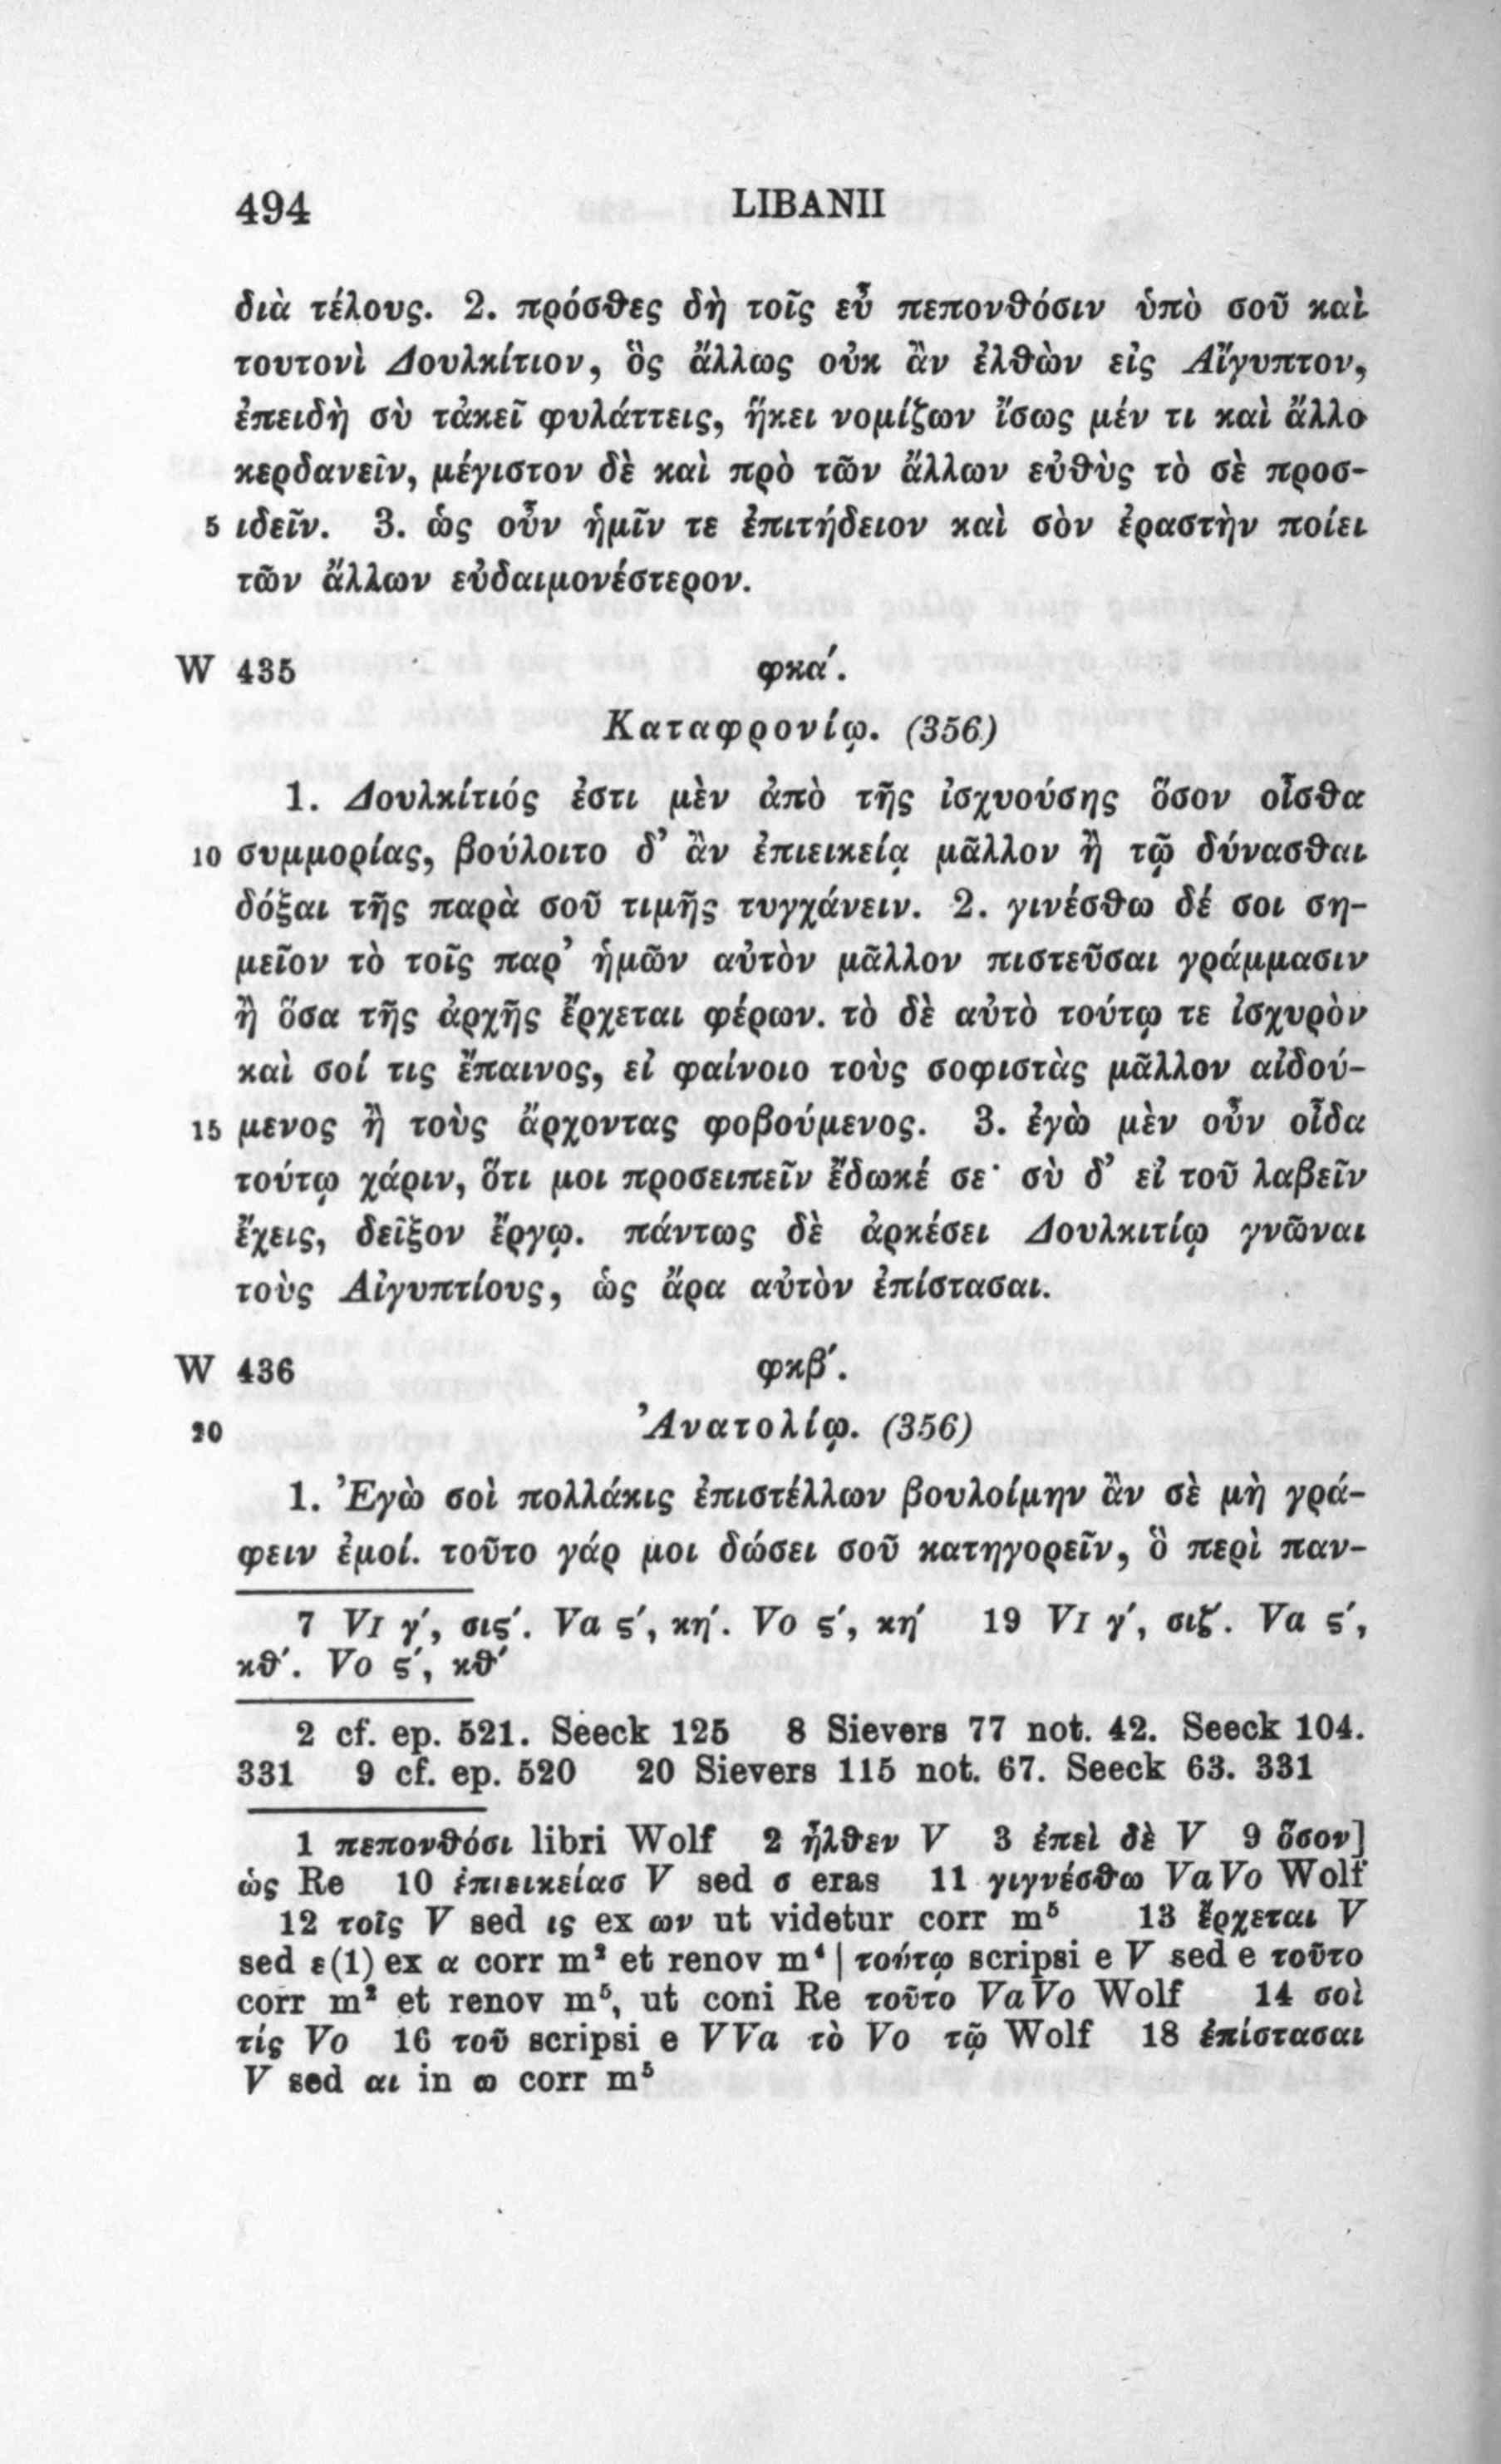 494 LIBANII
διὰ τέλους. 2. πρόσθες δὴ τοῖς εὖ πεπονθόσιν ὑπὸ σοῦ καὶ
τουτονὶ Δουλκίτιον, ὃς ἄλλως οὐκ ἂν ἐλθὼν εἰς Αἴγυπτον,
ἐπειδὴ σὺ τἀκεῖ φυλάττεις, ἥκει νομίζων ἴσως μέν τι καὶ ἄλλο
κερδανεῖν, μέγιστον δὲ καὶ πρὸ τῶν ἄλλων εὐθὺς τὸ σὲ προσ-
5 ιδεῖν. 3. ὡς οὖν ἡμῖν τε ἐπιτήδειον καὶ σὸν ἐραστὴν ποίει
τῶν ἄλλων εὐδαιμονέστερον.
W 435 φκα΄.
Καταφρονίῳ. (356)
1. Δουλκίτιός ἐστι μὲν ἀπὸ τῆς ἰσχυούσης ὅσον οἶσθα
10 συμμορίας, βούλοιτο δ’ ἂν ἐπιεικείᾳ μᾶλλον ἢ τῷ δύνασθαι
δόξαι τῆς παρὰ σοῦ τιμῆς τυγχάνειν. 2. γινέσθω δέ σοι ση-
μεῖον τὸ τοῖς παρ’ ἡμῶν αὐτὸν μᾶλλον πιστεῦσαι γράμμασιν
ἢ ὅσα τῆς ἀρχῆς ἔρχεται φέρων. τὸ δὲ αὐτὸ τούτῳ τε ἰσχυρὸν
καὶ σοί τις ἔπαινος, εἰ φαίνοιο τοὺς σοφιστὰς μᾶλλον αἰδού-
15 μενος ἢ τοὺς ἄρχοντας φοβούμενος. 3. ἐγὼ μὲν οὖν οἶδα
τούτῳ χάριν, ὅτι μοι προσειπεῖν ἔδωκέ σε· σὺ δ’ εἰ τοῦ λαβεῖν
ἔχεις, δεῖξον ἔργῳ. πάντως δὲ ἀρκέσει Δουλκιτίῳ γνῶναι
τοὺς Αἰγυπτίους, ὡς ἄρα αὐτὸν ἐπίστασαι.
W 436 φκβ΄.
20 Ἀνατολίῳ. (356)
1. Ἐγὼ σοὶ πολλάκις ἐπιστέλλων βουλοίμην ἂν σὲ μὴ γρά-
φειν ἐμοί. τοῦτο γάρ μοι δώσει σοῦ κατηγορεῖν, ὃ περὶ παν-
7 VI γ΄, σις΄. Va ς΄, κη΄. Vo ς΄, κη΄ 19 VI γ΄, σιζ΄. Va ς΄,
κθ΄. Vo ς΄, κθ΄
2 cf. ep. 521. Seeck 125 8 Sievers 77 not. 42. Seeck 104.
331 9 cf. ep. 520 20 Sievers 115 not. 67. Seeck 63. 331
1 πεπονθόσι libri Wolf 2 ἦλθεν V 3 ἐπεὶ δὲ V 9 ὅσον]
ὡς Re 10 ἐπιεικείασ V sed σ eras 11 γιγνέσθω VaVo Wolf
12 τοῖς V sed ις ex ων ut videtur corr m⁵ 13 ἔρχεται V
sed ε(1) ex α corr m² et renov m⁴ | τούτῳ scripsi e V sed e τοῦτο
corr m² et renov m⁵, ut coni Re τοῦτο VaVo Wolf 14 σοὶ
τίς Vo 16 τοῦ scripsi e VVa τὸ Vo τῷ Wolf 18 ἐπίστασαι
V sed αι in ω corr m⁵